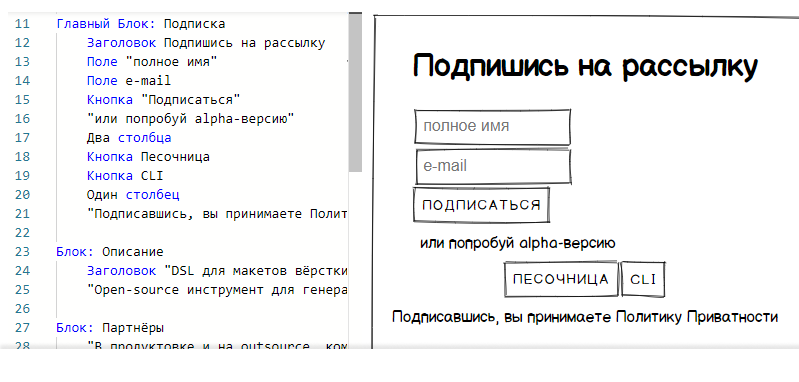 11 Главный Блок: Подписка
12 Заголовок Подпишись на рассылку
13 Поле "полное имя"
14 Поле e-mail
15 Кнопка "Подписаться"
16 "или попробуй alpha-версию"
17 Два столбца
18 Кнопка Песочница
19 Кнопка CLI
20 Один столбец
21 "Подписавшись, вы принимаете Полит
22
23 Блок: Описание
24 Заголовок "DSL для макетов вёрстки
25 "Open-source инструмент для генера
26
27 Блок: Партнёры
28 "В продуктовке и на outsource, ком
Подпишись на рассылку
полное имя
e-mail
ПОДПИСАТЬСЯ
или попробуй alpha-версию
ПЕСОЧНИЦА CLI
Подписавшись, вы принимаете Политику Приватности